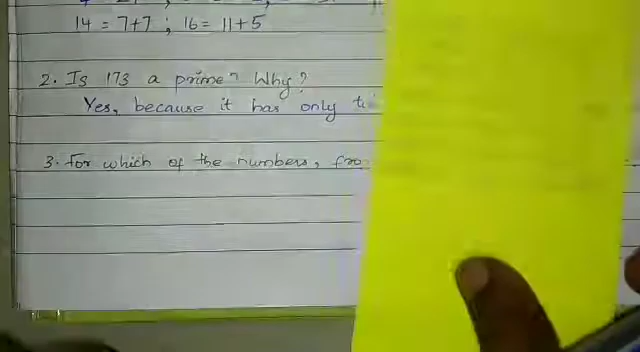 14 = 7+7 ; 16 = 11+5
2. Is 173 a prime? Why?
Yes, because it has only
3. For which of the numbers,